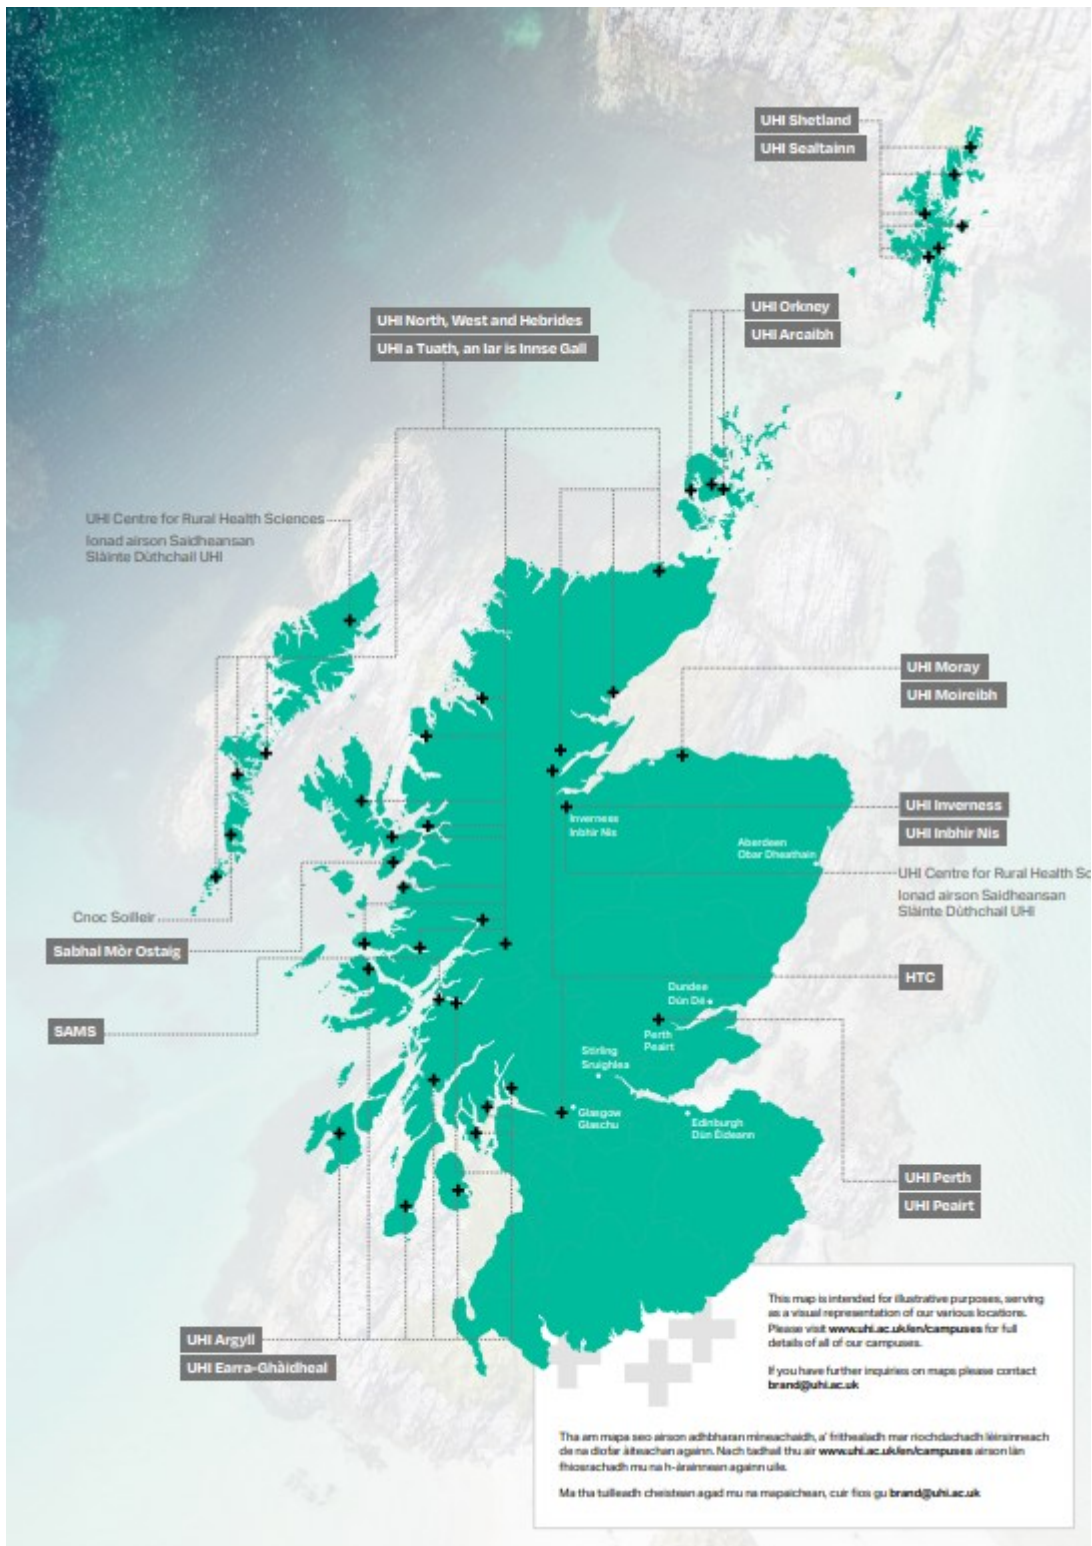 UHI Shetland
UHI Sealtainn
UHI North, West and Hebrides
UHI a Tuath, an Iar is Innse Gall
UHI Orkney
UHI Arcaibh
UHI Centre for Rural Health Sciences
Ionad airson Saidheansan
Slàinte Dùthchail UHI
UHI Moray
UHI Moireibh
UHI Inverness
UHI Inbhir Nis
Inverness
Inbhir Nis
Aberdeen
Obar Dheathain
UHI Centre for Rural Health Sc
Ionad airson Saidheansan
Slàinte Dùthchail UHI
Cnoc Soilleir
Sabhal Mòr Ostaig
HTC
Dundee
Dùn Dè
SAMS
Perth
Peairt
Stirling
Sruighlea
Glasgow
Glaschu
Edinburgh
Dùn Èideann
UHI Perth
UHI Peairt
UHI Argyll
UHI Earra-Ghàidheal
This map is intended for illustrative purposes, serving
as a visual representation of our various locations.
Please visit www.uhi.ac.uk/en/campuses for full
details of all of our campuses.
If you have further inquiries on maps please contact
brand@uhi.ac.uk
Tha am mapa seo airson adhbharan mìneachaidh, a' frithealadh mar riochdachadh lèirsinneach
de na diofar àiteachan againn. Nach tadhail thu air www.uhi.ac.uk/en/campuses airson làn
fhiosrachadh mu na h-àrainnean againn uile.
Ma tha tuilleadh cheistean agad mu na mapaichean, cuir fios gu brand@uhi.ac.uk